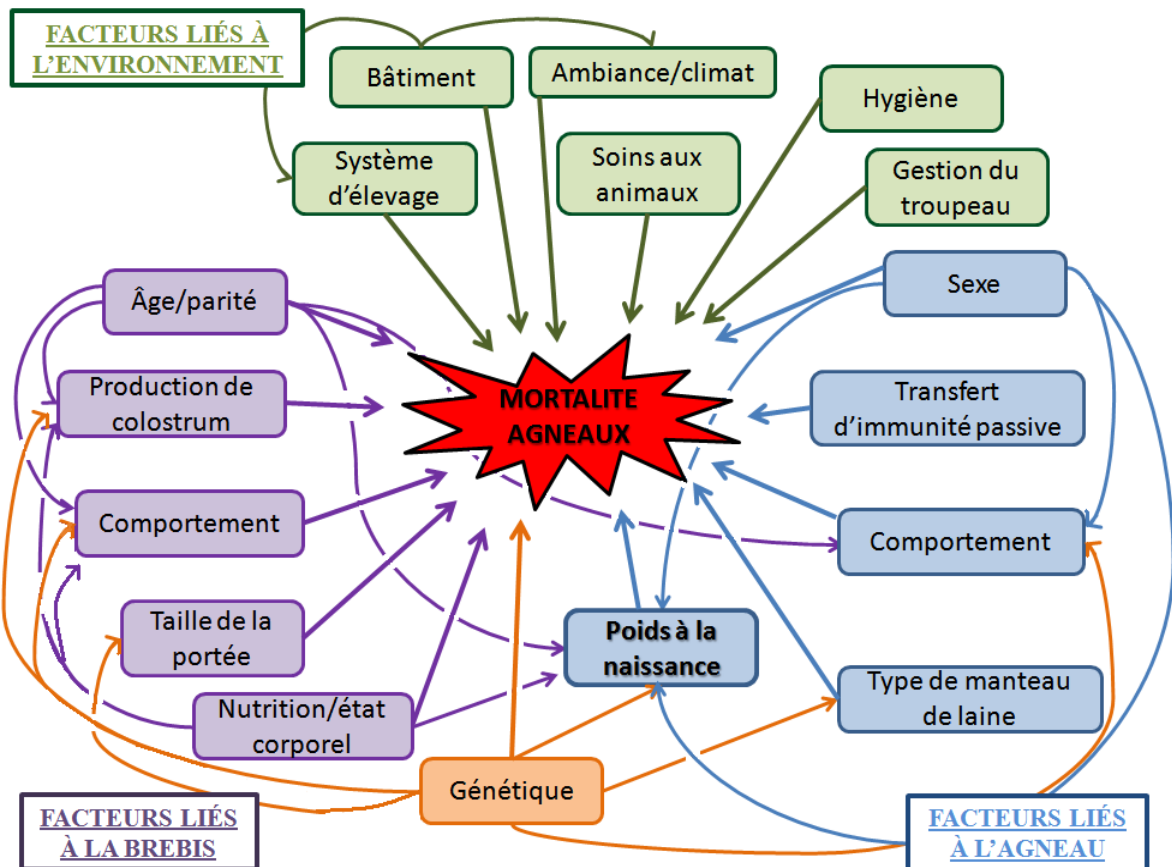 FACTEURS LIÉS À
L'ENVIRONNEMENT
Bâtiment
Ambiance/climat
Hygiène
Système
d'élevage
Soins aux
animaux
Gestion du
troupeau
Âge/parité
Sexe
Production de
colostrum
MORTALITE
AGNEAUX
Transfert
d'immunité passive
Comportement
Comportement
Taille de la
portée
Poids à la
naissance
Type de manteau
de laine
Nutrition/état
corporel
Génétique
FACTEURS LIÉS
À LA BREBIS
FACTEURS LIÉS
À L'AGNEAU